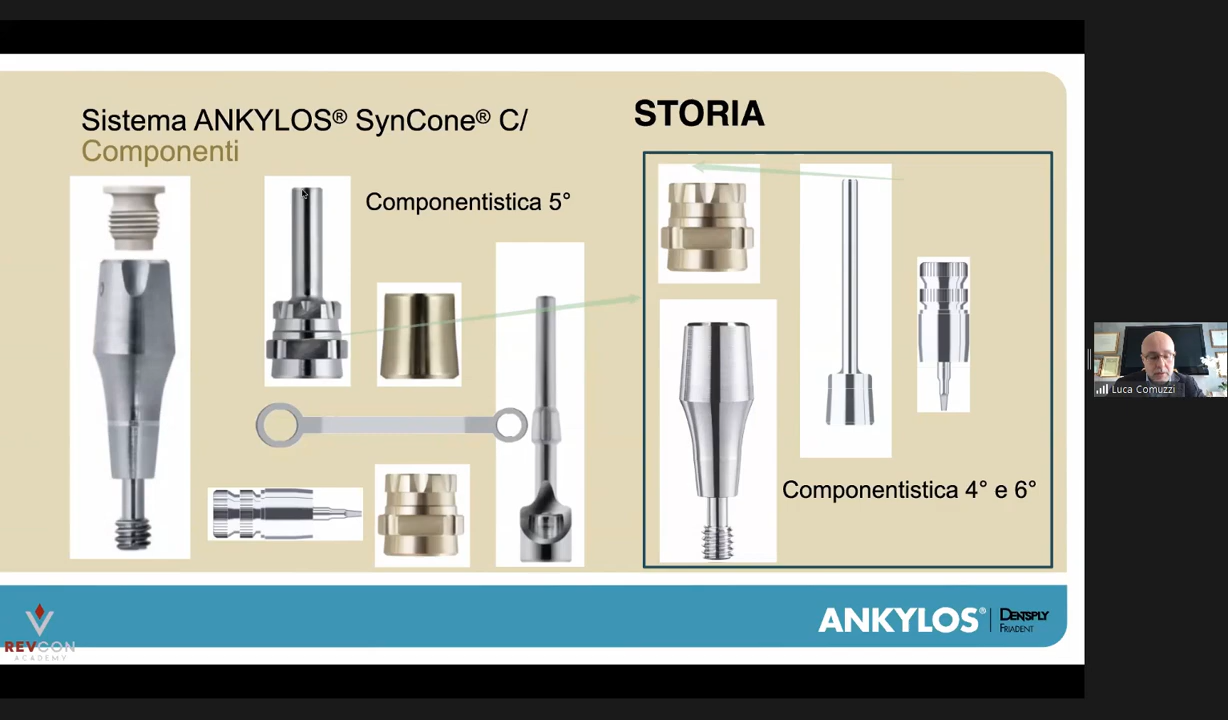 Sistema ANKYLOS® SynCone® C/
Componenti
STORIA
Componentistica 5°
Componentistica 4° e 6°
ANKYLOS®
DENTSPLY
FRIADENT
REVCON
ACADEMY
Luca Comuzzi